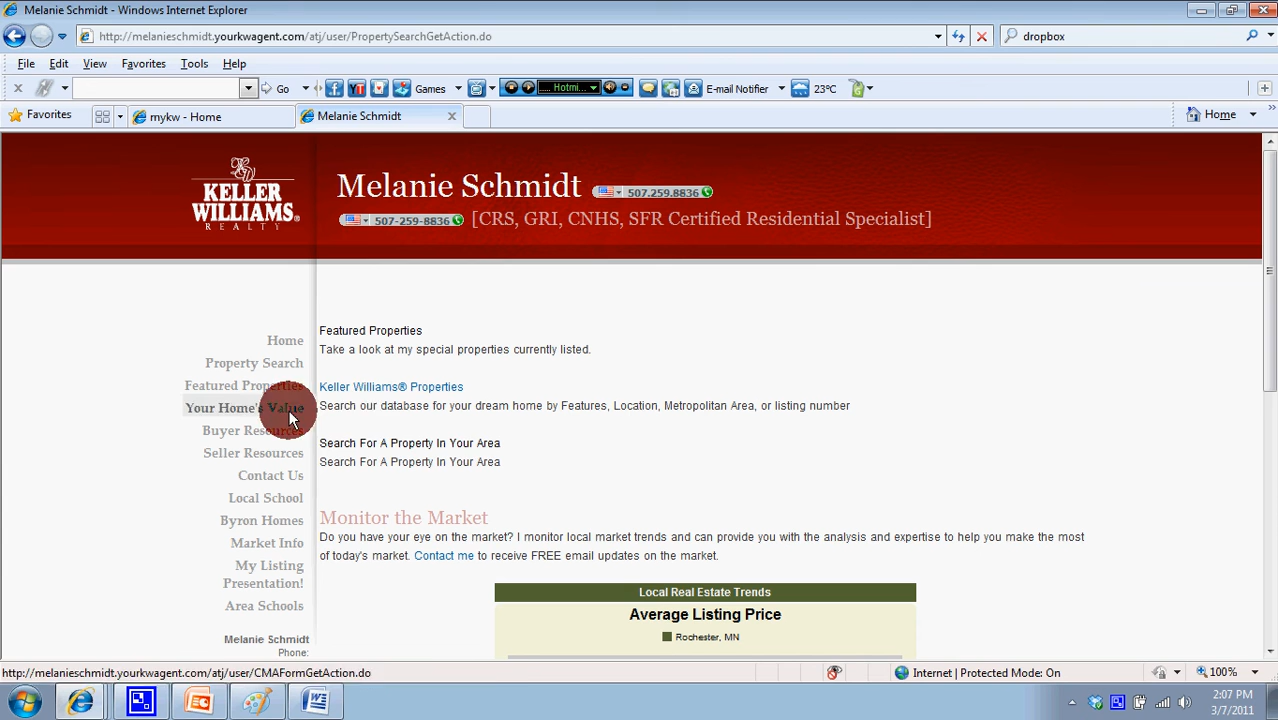 Melanie Schmidt - Windows Internet Explorer
http://melanieschmidt.yourkwagent.com/atj/user/PropertySearchGetAction.do
dropbox
File Edit View Favorites Tools Help
Go Games Hotmi... E-mail Notifier 23°C
Favorites mykw - Home Melanie Schmidt Home
KELLER WILLIAMS® REALTY
Melanie Schmidt 507.259.8836
507-259-8836 [CRS, GRI, CNHS, SFR Certified Residential Specialist]
Home
Property Search
Featured Properties
Your Home's Value
Buyer Resources
Seller Resources
Contact Us
Local School
Byron Homes
Market Info
My Listing
Presentation!
Area Schools
Melanie Schmidt
Phone:
Featured Properties
Take a look at my special properties currently listed.
Keller Williams® Properties
Search our database for your dream home by Features, Location, Metropolitan Area, or listing number
Search For A Property In Your Area
Search For A Property In Your Area
Monitor the Market
Do you have your eye on the market? I monitor local market trends and can provide you with the analysis and expertise to help you make the most
of today's market. Contact me to receive FREE email updates on the market.
Local Real Estate Trends
Average Listing Price
Rochester, MN
http://melanieschmidt.yourkwagent.com/atj/user/CMAFormGetAction.do
Internet | Protected Mode: On
100%
2:07 PM
3/7/2011